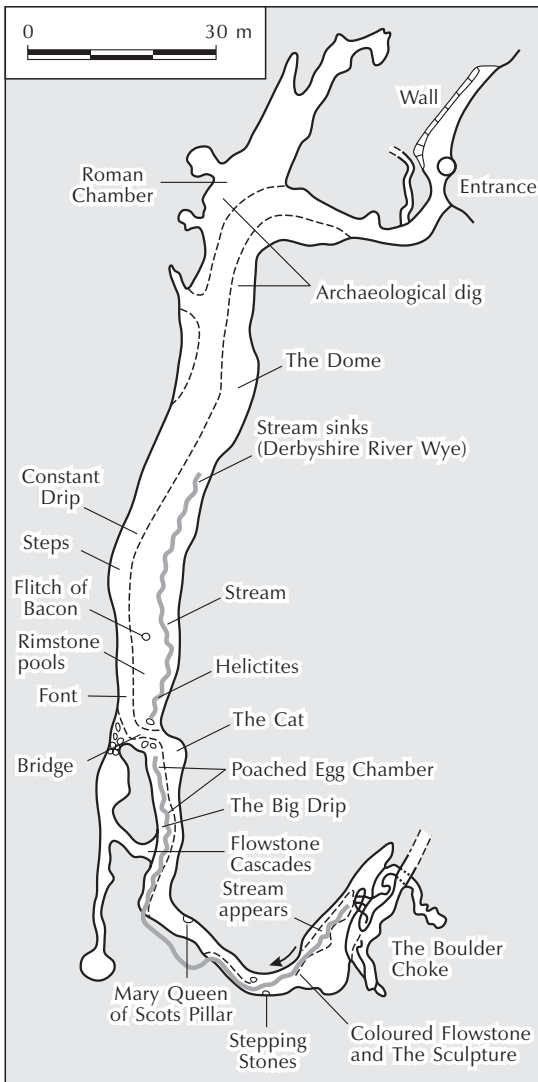 0
30 m
Wall
Roman
Chamber
Entrance
Archaeological dig
The Dome
Stream sinks
(Derbyshire River Wye)
Constant
Drip
Steps
Flitch of
Bacon
Stream
Rimstone
pools
Helictites
Font
The Cat
Bridge
Poached Egg Chamber
The Big Drip
Flowstone
Cascades
Stream
appears
The Boulder
Choke
Mary Queen
of Scots Pillar
Stepping
Stones
Coloured Flowstone
and The Sculpture